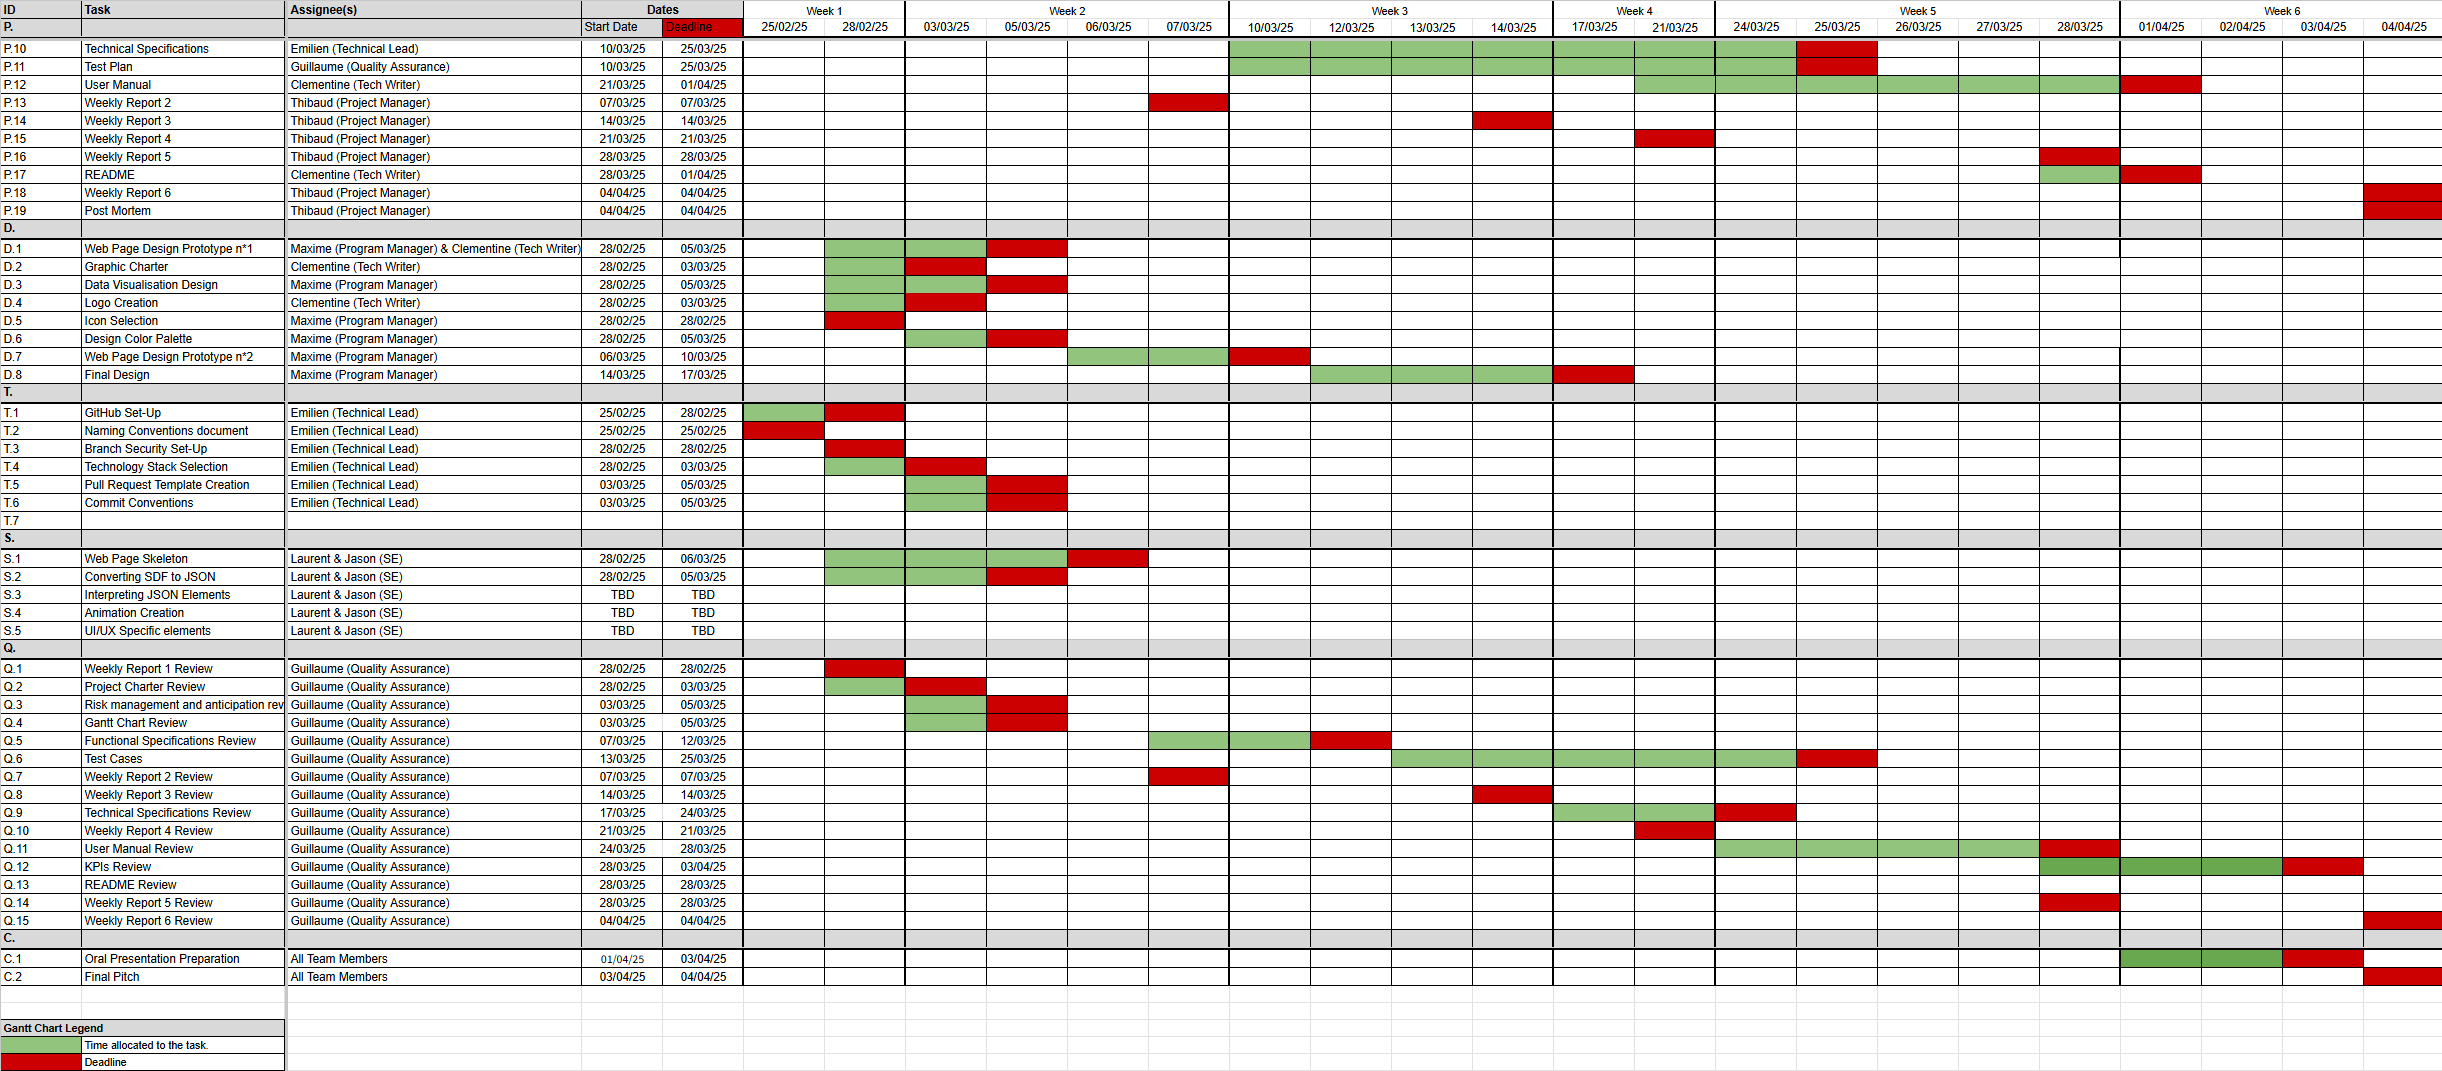 ID Task Assignee(s) Dates Week 1 Week 2 Week 3 Week 4 Week 5 Week 6
P. Start Date Deadline 25/02/25 28/02/25 03/03/25 05/03/25 06/03/25 07/03/25 10/03/25 12/03/25 13/03/25 14/03/25 17/03/25 21/03/25 24/03/25 25/03/25 26/03/25 27/03/25 28/03/25 01/04/25 02/04/25 03/04/25 04/04/25
P.10 Technical Specifications Emilien (Technical Lead) 10/03/25 25/03/25
P.11 Test Plan Guillaume (Quality Assurance) 10/03/25 25/03/25
P.12 User Manual Clementine (Tech Writer) 21/03/25 01/04/25
P.13 Weekly Report 2 Thibaud (Project Manager) 07/03/25 07/03/25
P.14 Weekly Report 3 Thibaud (Project Manager) 14/03/25 14/03/25
P.15 Weekly Report 4 Thibaud (Project Manager) 21/03/25 21/03/25
P.16 Weekly Report 5 Thibaud (Project Manager) 28/03/25 28/03/25
P.17 README Clementine (Tech Writer) 28/03/25 01/04/25
P.18 Weekly Report 6 Thibaud (Project Manager) 04/04/25 04/04/25
P.19 Post Mortem Thibaud (Project Manager) 04/04/25 04/04/25
D.
D.1 Web Page Design Prototype n*1 Maxime (Program Manager) & Clementine (Tech Writer) 28/02/25 05/03/25
D.2 Graphic Charter Clementine (Tech Writer) 28/02/25 03/03/25
D.3 Data Visualisation Design Maxime (Program Manager) 28/02/25 05/03/25
D.4 Logo Creation Clementine (Tech Writer) 28/02/25 03/03/25
D.5 Icon Selection Maxime (Program Manager) 28/02/25 28/02/25
D.6 Design Color Palette Maxime (Program Manager) 28/02/25 05/03/25
D.7 Web Page Design Prototype n*2 Maxime (Program Manager) 06/03/25 10/03/25
D.8 Final Design Maxime (Program Manager) 14/03/25 17/03/25
T.
T.1 GitHub Set-Up Emilien (Technical Lead) 25/02/25 28/02/25
T.2 Naming Conventions document Emilien (Technical Lead) 25/02/25 25/02/25
T.3 Branch Security Set-Up Emilien (Technical Lead) 28/02/25 28/02/25
T.4 Technology Stack Selection Emilien (Technical Lead) 28/02/25 03/03/25
T.5 Pull Request Template Creation Emilien (Technical Lead) 03/03/25 05/03/25
T.6 Commit Conventions Emilien (Technical Lead) 03/03/25 05/03/25
T.7
S.
S.1 Web Page Skeleton Laurent & Jason (SE) 28/02/25 06/03/25
S.2 Converting SDF to JSON Laurent & Jason (SE) 28/02/25 05/03/25
S.3 Interpreting JSON Elements Laurent & Jason (SE) TBD TBD
S.4 Animation Creation Laurent & Jason (SE) TBD TBD
S.5 UI/UX Specific elements Laurent & Jason (SE) TBD TBD
Q.
Q.1 Weekly Report 1 Review Guillaume (Quality Assurance) 28/02/25 28/02/25
Q.2 Project Charter Review Guillaume (Quality Assurance) 28/02/25 03/03/25
Q.3 Risk management and anticipation rev Guillaume (Quality Assurance) 03/03/25 05/03/25
Q.4 Gantt Chart Review Guillaume (Quality Assurance) 03/03/25 05/03/25
Q.5 Functional Specifications Review Guillaume (Quality Assurance) 07/03/25 12/03/25
Q.6 Test Cases Guillaume (Quality Assurance) 13/03/25 25/03/25
Q.7 Weekly Report 2 Review Guillaume (Quality Assurance) 07/03/25 07/03/25
Q.8 Weekly Report 3 Review Guillaume (Quality Assurance) 14/03/25 14/03/25
Q.9 Technical Specifications Review Guillaume (Quality Assurance) 17/03/25 24/03/25
Q.10 Weekly Report 4 Review Guillaume (Quality Assurance) 21/03/25 21/03/25
Q.11 User Manual Review Guillaume (Quality Assurance) 24/03/25 28/03/25
Q.12 KPIs Review Guillaume (Quality Assurance) 28/03/25 03/04/25
Q.13 README Review Guillaume (Quality Assurance) 28/03/25 28/03/25
Q.14 Weekly Report 5 Review Guillaume (Quality Assurance) 28/03/25 28/03/25
Q.15 Weekly Report 6 Review Guillaume (Quality Assurance) 04/04/25 04/04/25
C.
C.1 Oral Presentation Preparation All Team Members 01/04/25 03/04/25
C.2 Final Pitch All Team Members 03/04/25 04/04/25
Gantt Chart Legend
Time allocated to the task.
Deadline